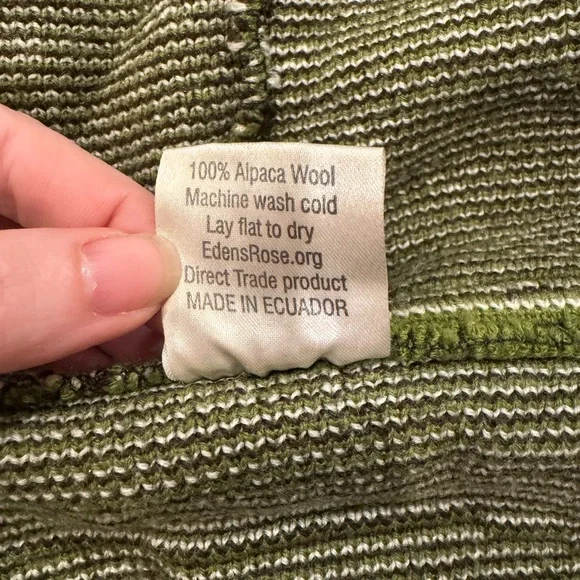 100% Alpaca Wool
Machine wash cold
Lay flat to dry
EdensRose.org
Direct Trade product
MADE IN ECUADOR